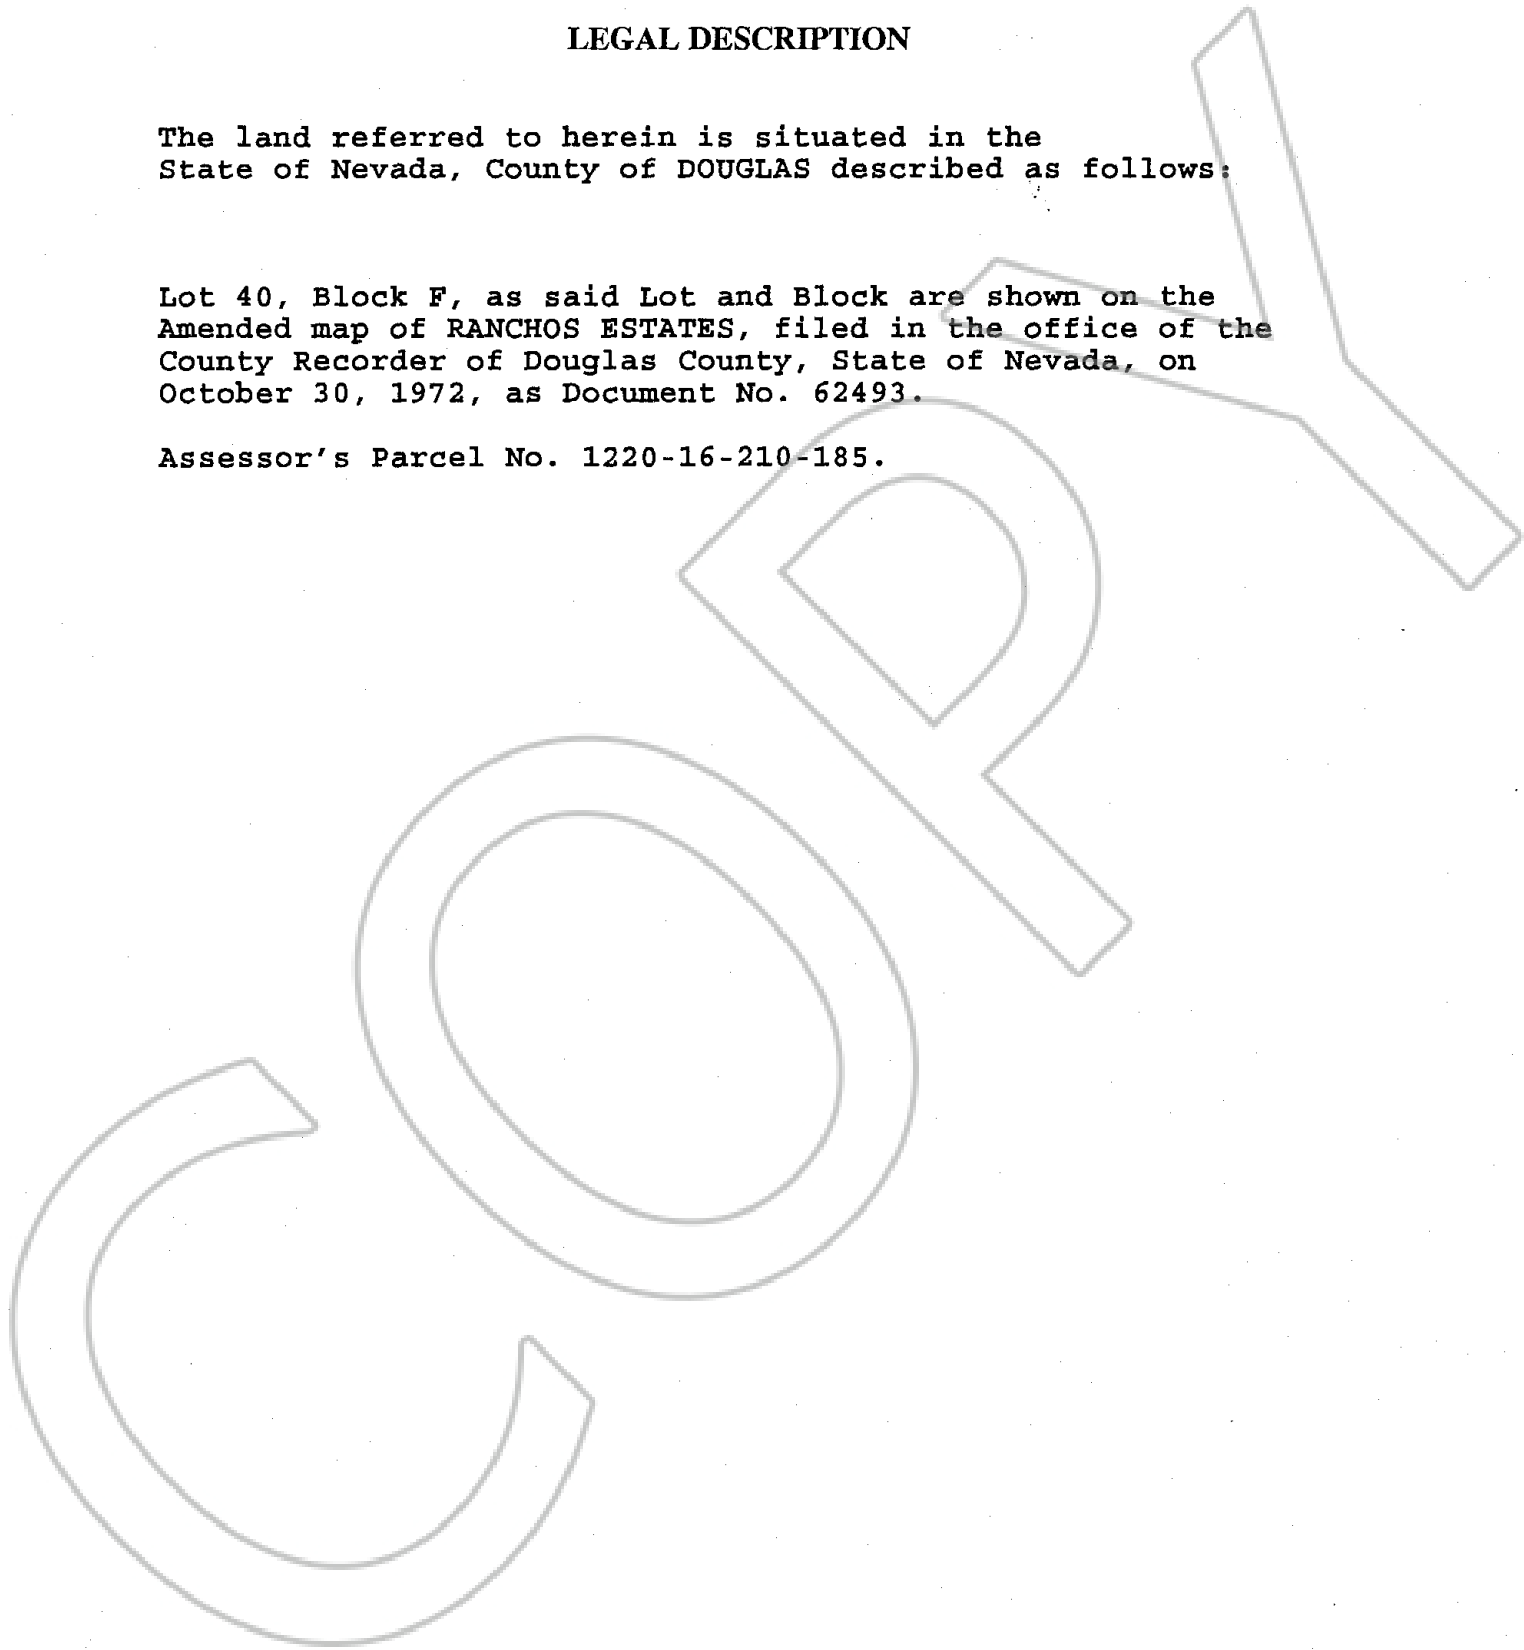 LEGAL DESCRIPTION
The land referred to herein is situated in the
State of Nevada, County of DOUGLAS described as follows:
Lot 40, Block F, as said Lot and Block are shown on the
Amended map of RANCHOS ESTATES, filed in the office of the
County Recorder of Douglas County, State of Nevada, on
October 30, 1972, as Document No. 62493.
Assessor's Parcel No. 1220-16-210-185.
COPY